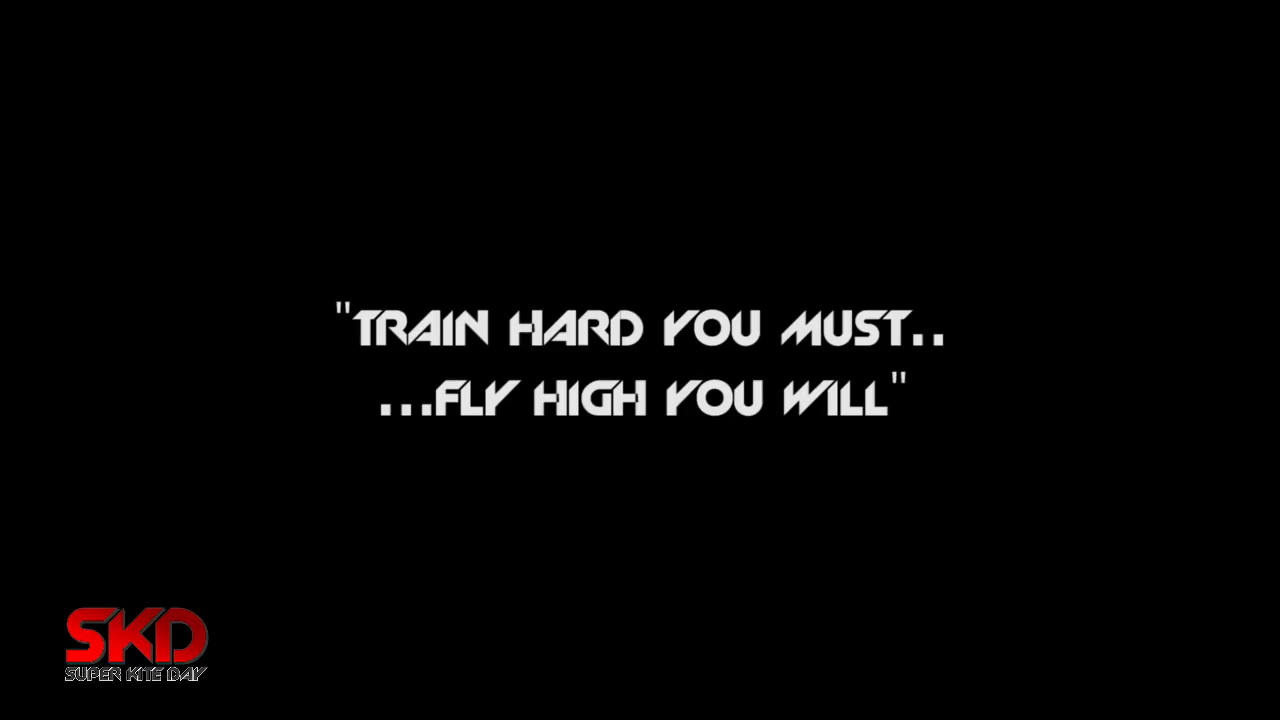 "TRAIN HARD YOU MUST..
...FLY HIGH YOU WILL"
SKD
SUPER KITE DAY